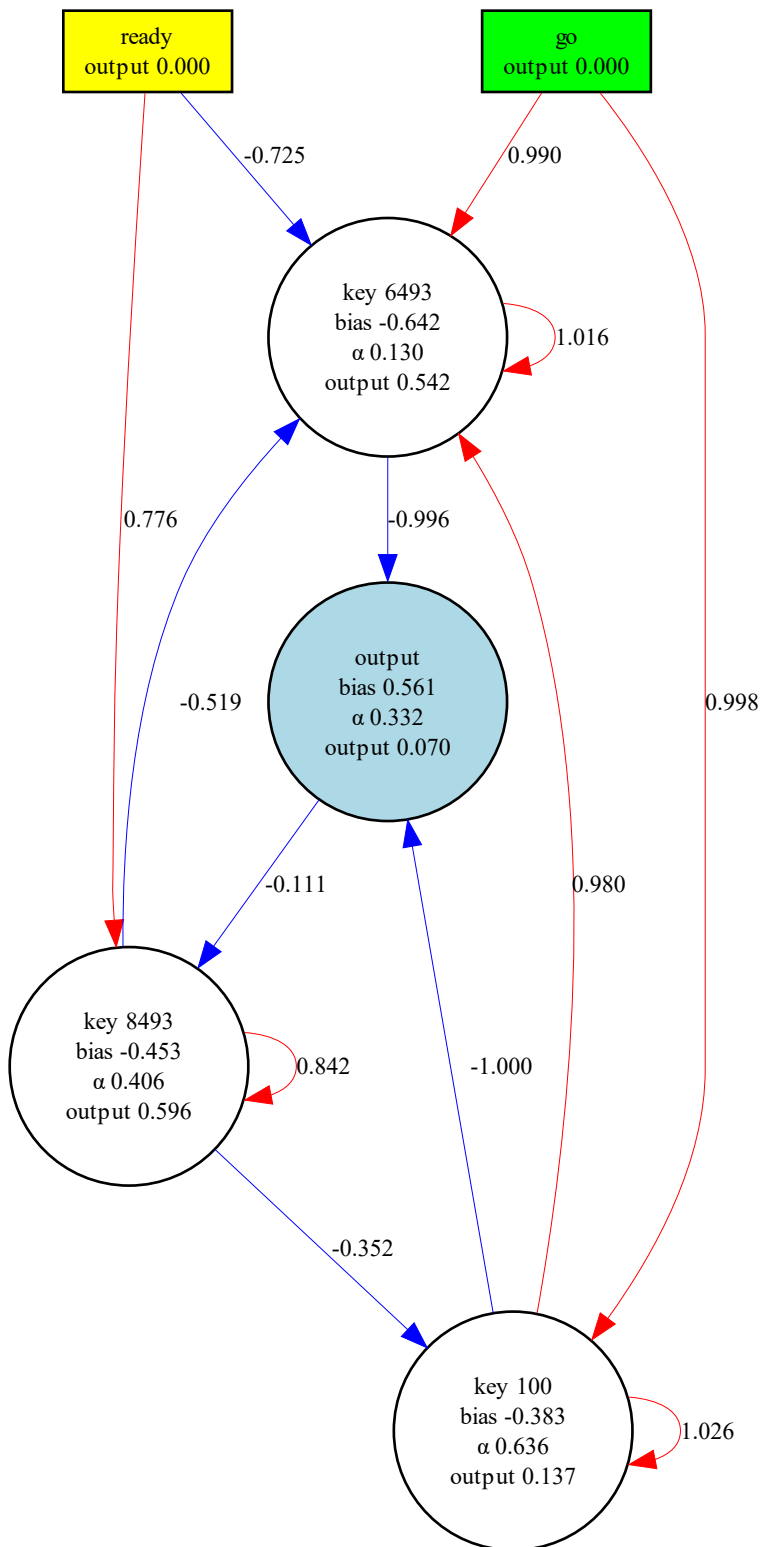 ready
output 0.000
go
output 0.000
-0.725
0.990
key 6493
bias -0.642
α 0.130
output 0.542
1.016
0.776
-0.996
-0.519
output
bias 0.561
α 0.332
output 0.070
0.998
-0.111
0.980
key 8493
bias -0.453
α 0.406
output 0.596
0.842
-1.000
-0.352
key 100
bias -0.383
α 0.636
output 0.137
1.026